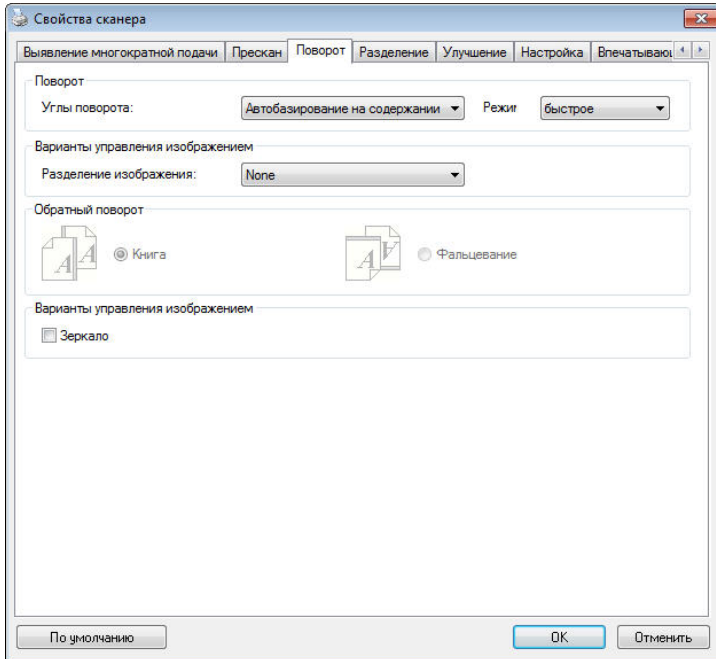 Свойства сканера
Выявление многократной подачи Прескан Поворот Разделение Улучшение Настройка
Поворот
Углы поворота: Автобазирование на содержании Режи быстрое
Варианты управления изображением
Разделение изображения: None
Обратный поворот
A A Книга A A Фальцевание
Варианты управления изображением
Зеркало
По умолчанию OK Отменить